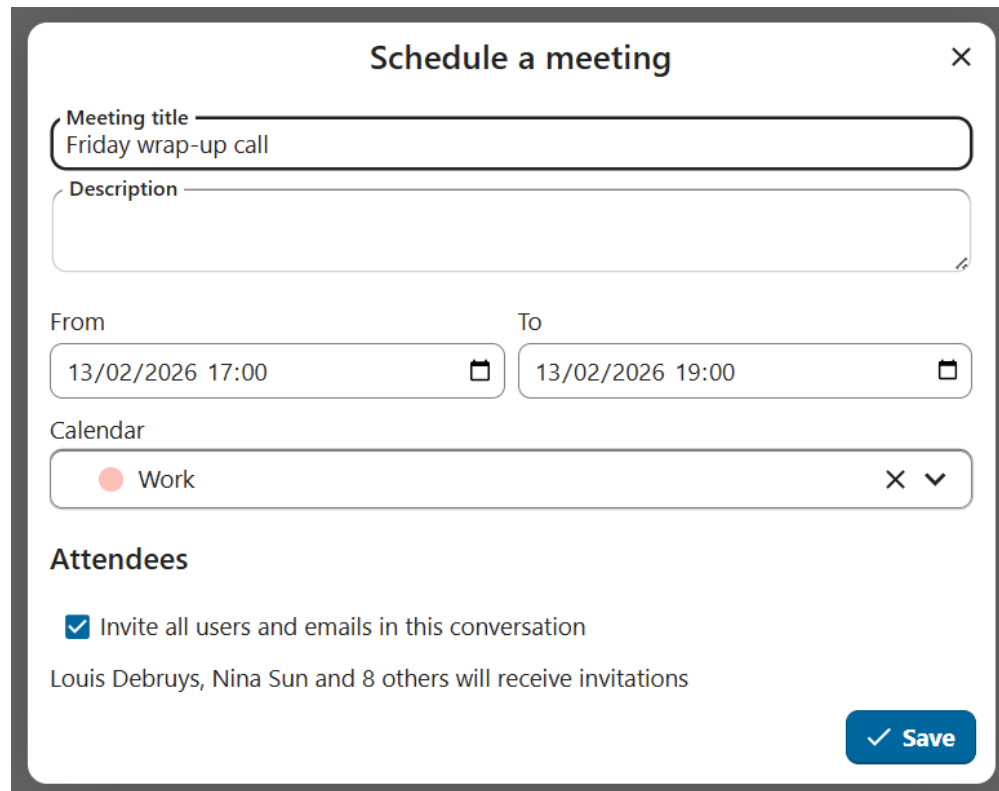 Schedule a meeting
Meeting title
Friday wrap-up call
Description
From
To
13/02/2026 17:00
13/02/2026 19:00
Calendar
Work
Attendees
Invite all users and emails in this conversation
Louis Debruys, Nina Sun and 8 others will receive invitations
Save